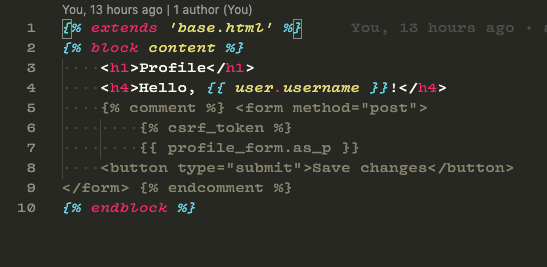 You, 13 hours ago | 1 author (You)
1 {% extends 'base.html' %} You, 13 hours ago •
2 {% block content %}
3 <h1>Profile</h1>
4 <h4>Hello, {{ user.username }}!</h4>
5 {% comment %} <form method="post">
6 {% csrf_token %}
7 {{ profile_form.as_p }}
8 <button type="submit">Save changes</button>
9 </form> {% endcomment %}
10 {% endblock %}